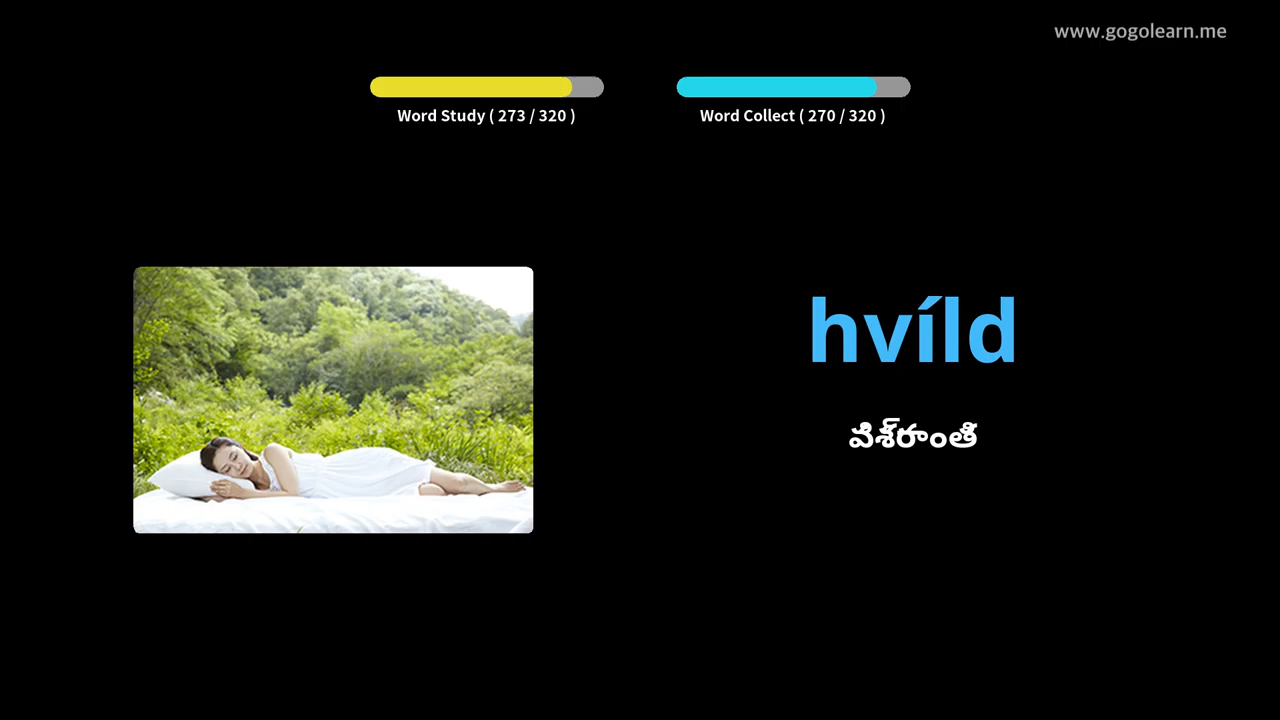 www.gogolearn.me
Word Study ( 273 / 320 )
Word Collect ( 270 / 320 )
hvíld
విశ్రాంతి